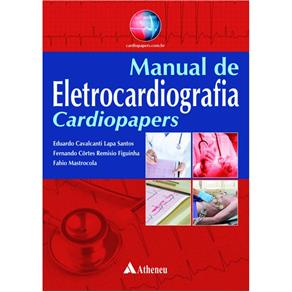 cardiopapers.com.br
Manual de
Eletrocardiografia
Cardiopapers
Eduardo Cavalcanti Lapa Santos
Fernando Côrtes Remisio Figuinha
Fabio Mastrocola
Atheneu